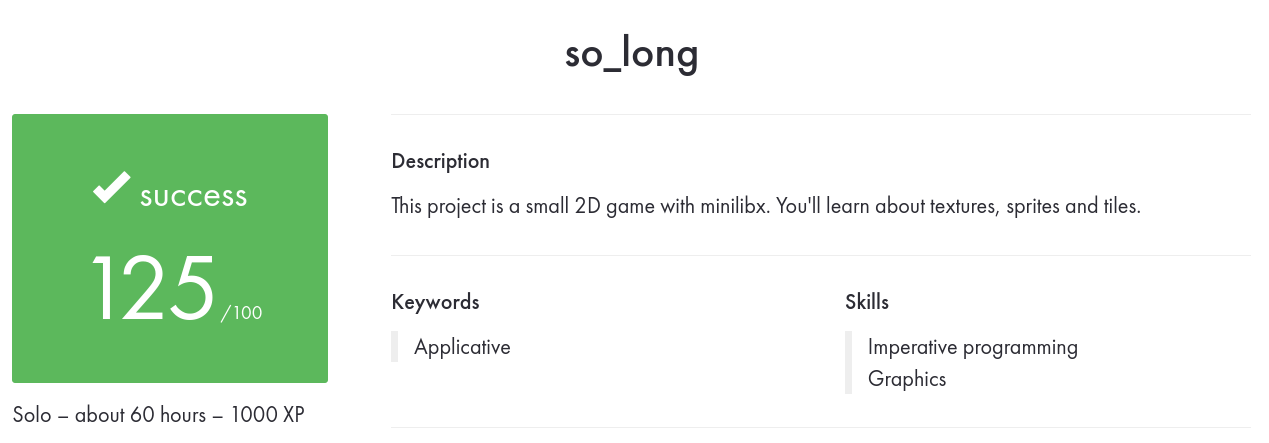 so_long
success
125 /100
Solo – about 60 hours – 1000 XP
Description
This project is a small 2D game with minilibx. You'll learn about textures, sprites and tiles.
Keywords
Applicative
Skills
Imperative programming
Graphics